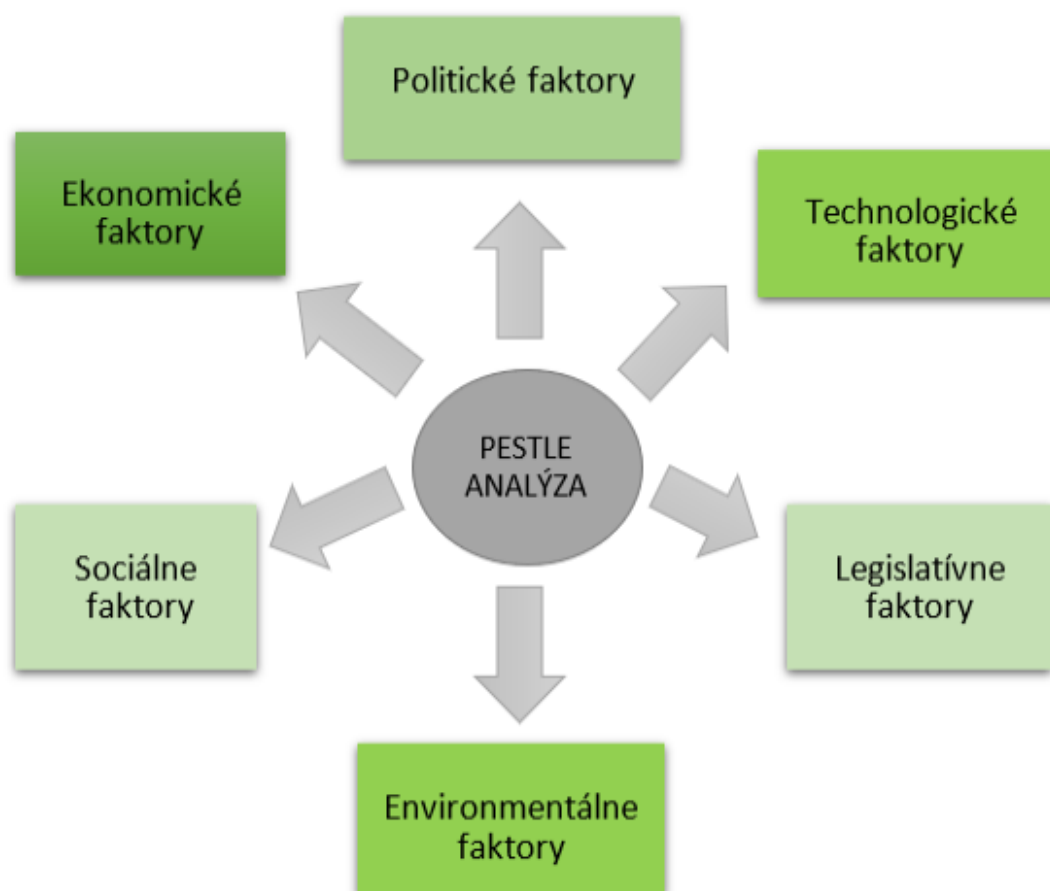 Politické faktory
Ekonomické
faktory
Technologické
faktory
PESTLE
ANALÝZA
Sociálne
faktory
Legislatívne
faktory
Environmentálne
faktory